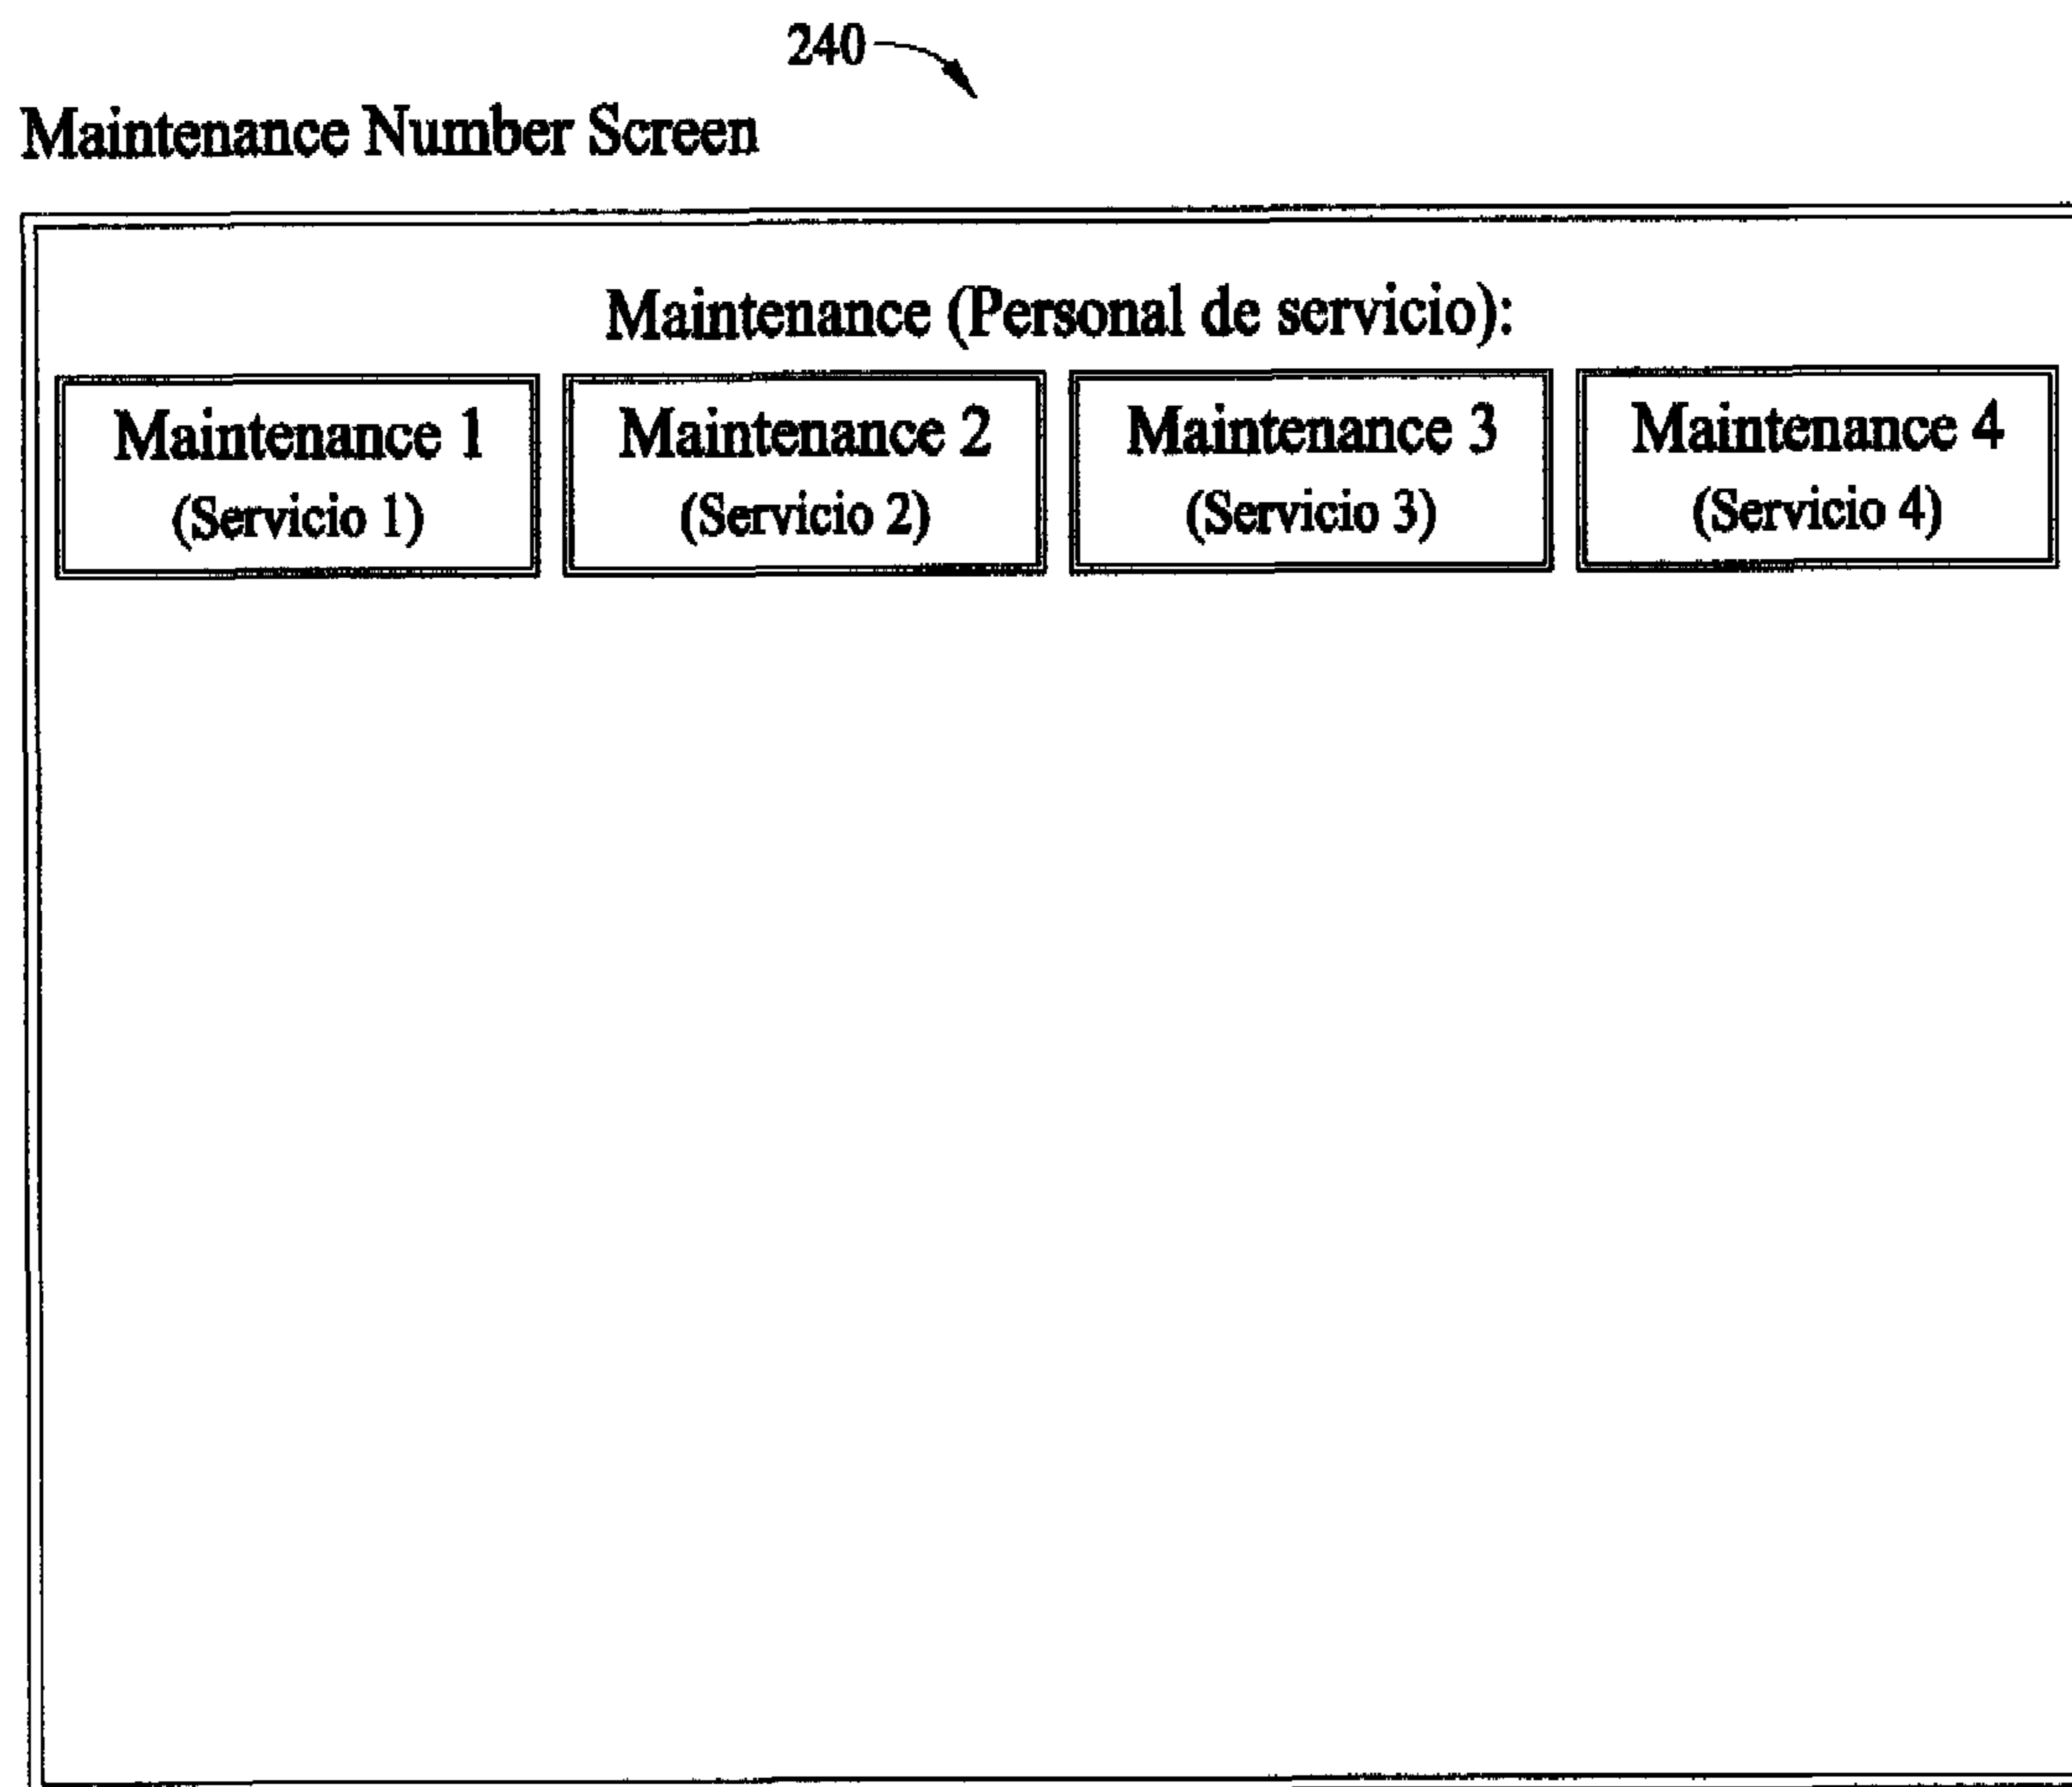 240
Maintenance Number Screen
Maintenance (Personal de servicio):
Maintenance 1
(Servicio 1)
Maintenance 2
(Servicio 2)
Maintenance 3
(Servicio 3)
Maintenance 4
(Servicio 4)